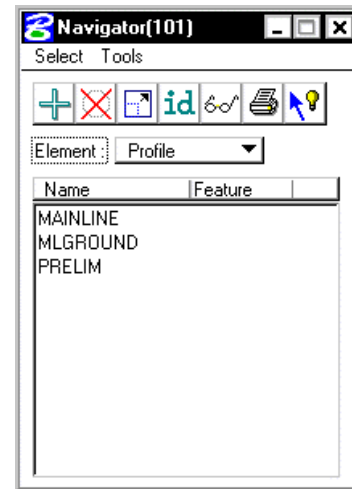 Navigator(101)
Select Tools
id
Element : Profile
Name Feature
MAINLINE
MLGROUND
PRELIM